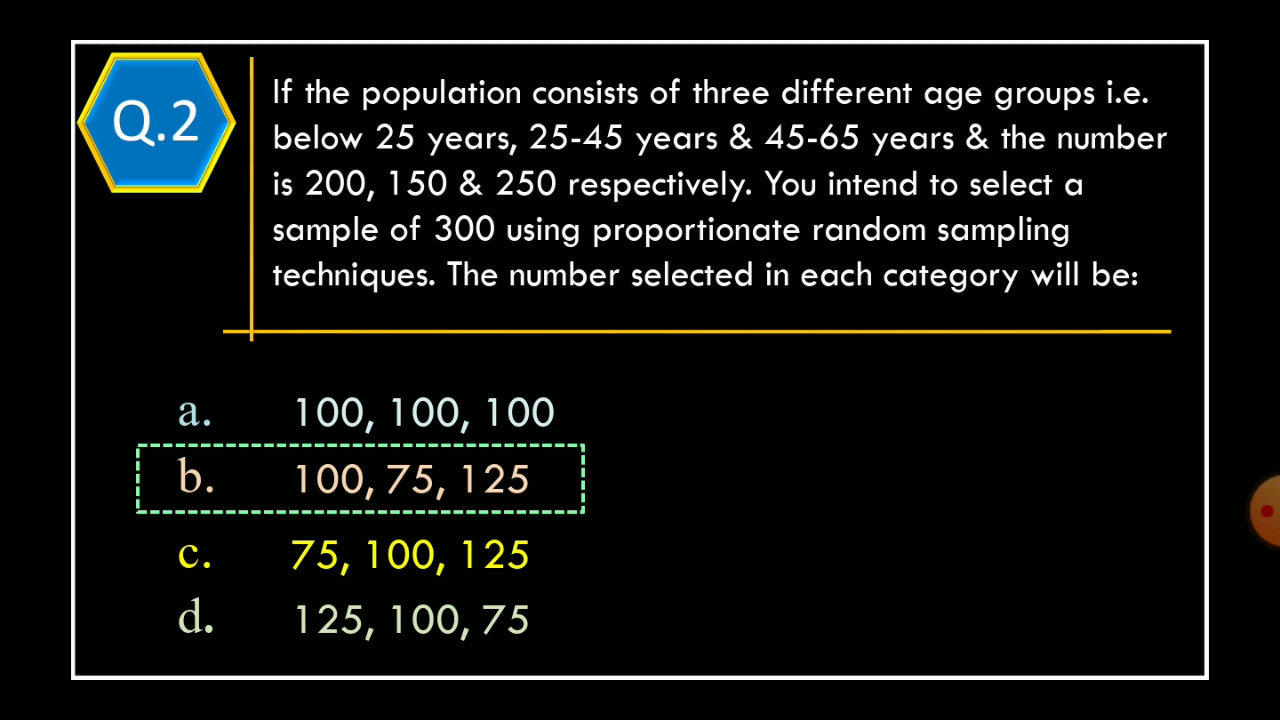 Q.2
If the population consists of three different age groups i.e.
below 25 years, 25-45 years & 45-65 years & the number
is 200, 150 & 250 respectively. You intend to select a
sample of 300 using proportionate random sampling
techniques. The number selected in each category will be:
a. 100, 100, 100
b. 100, 75, 125
c. 75, 100, 125
d. 125, 100, 75